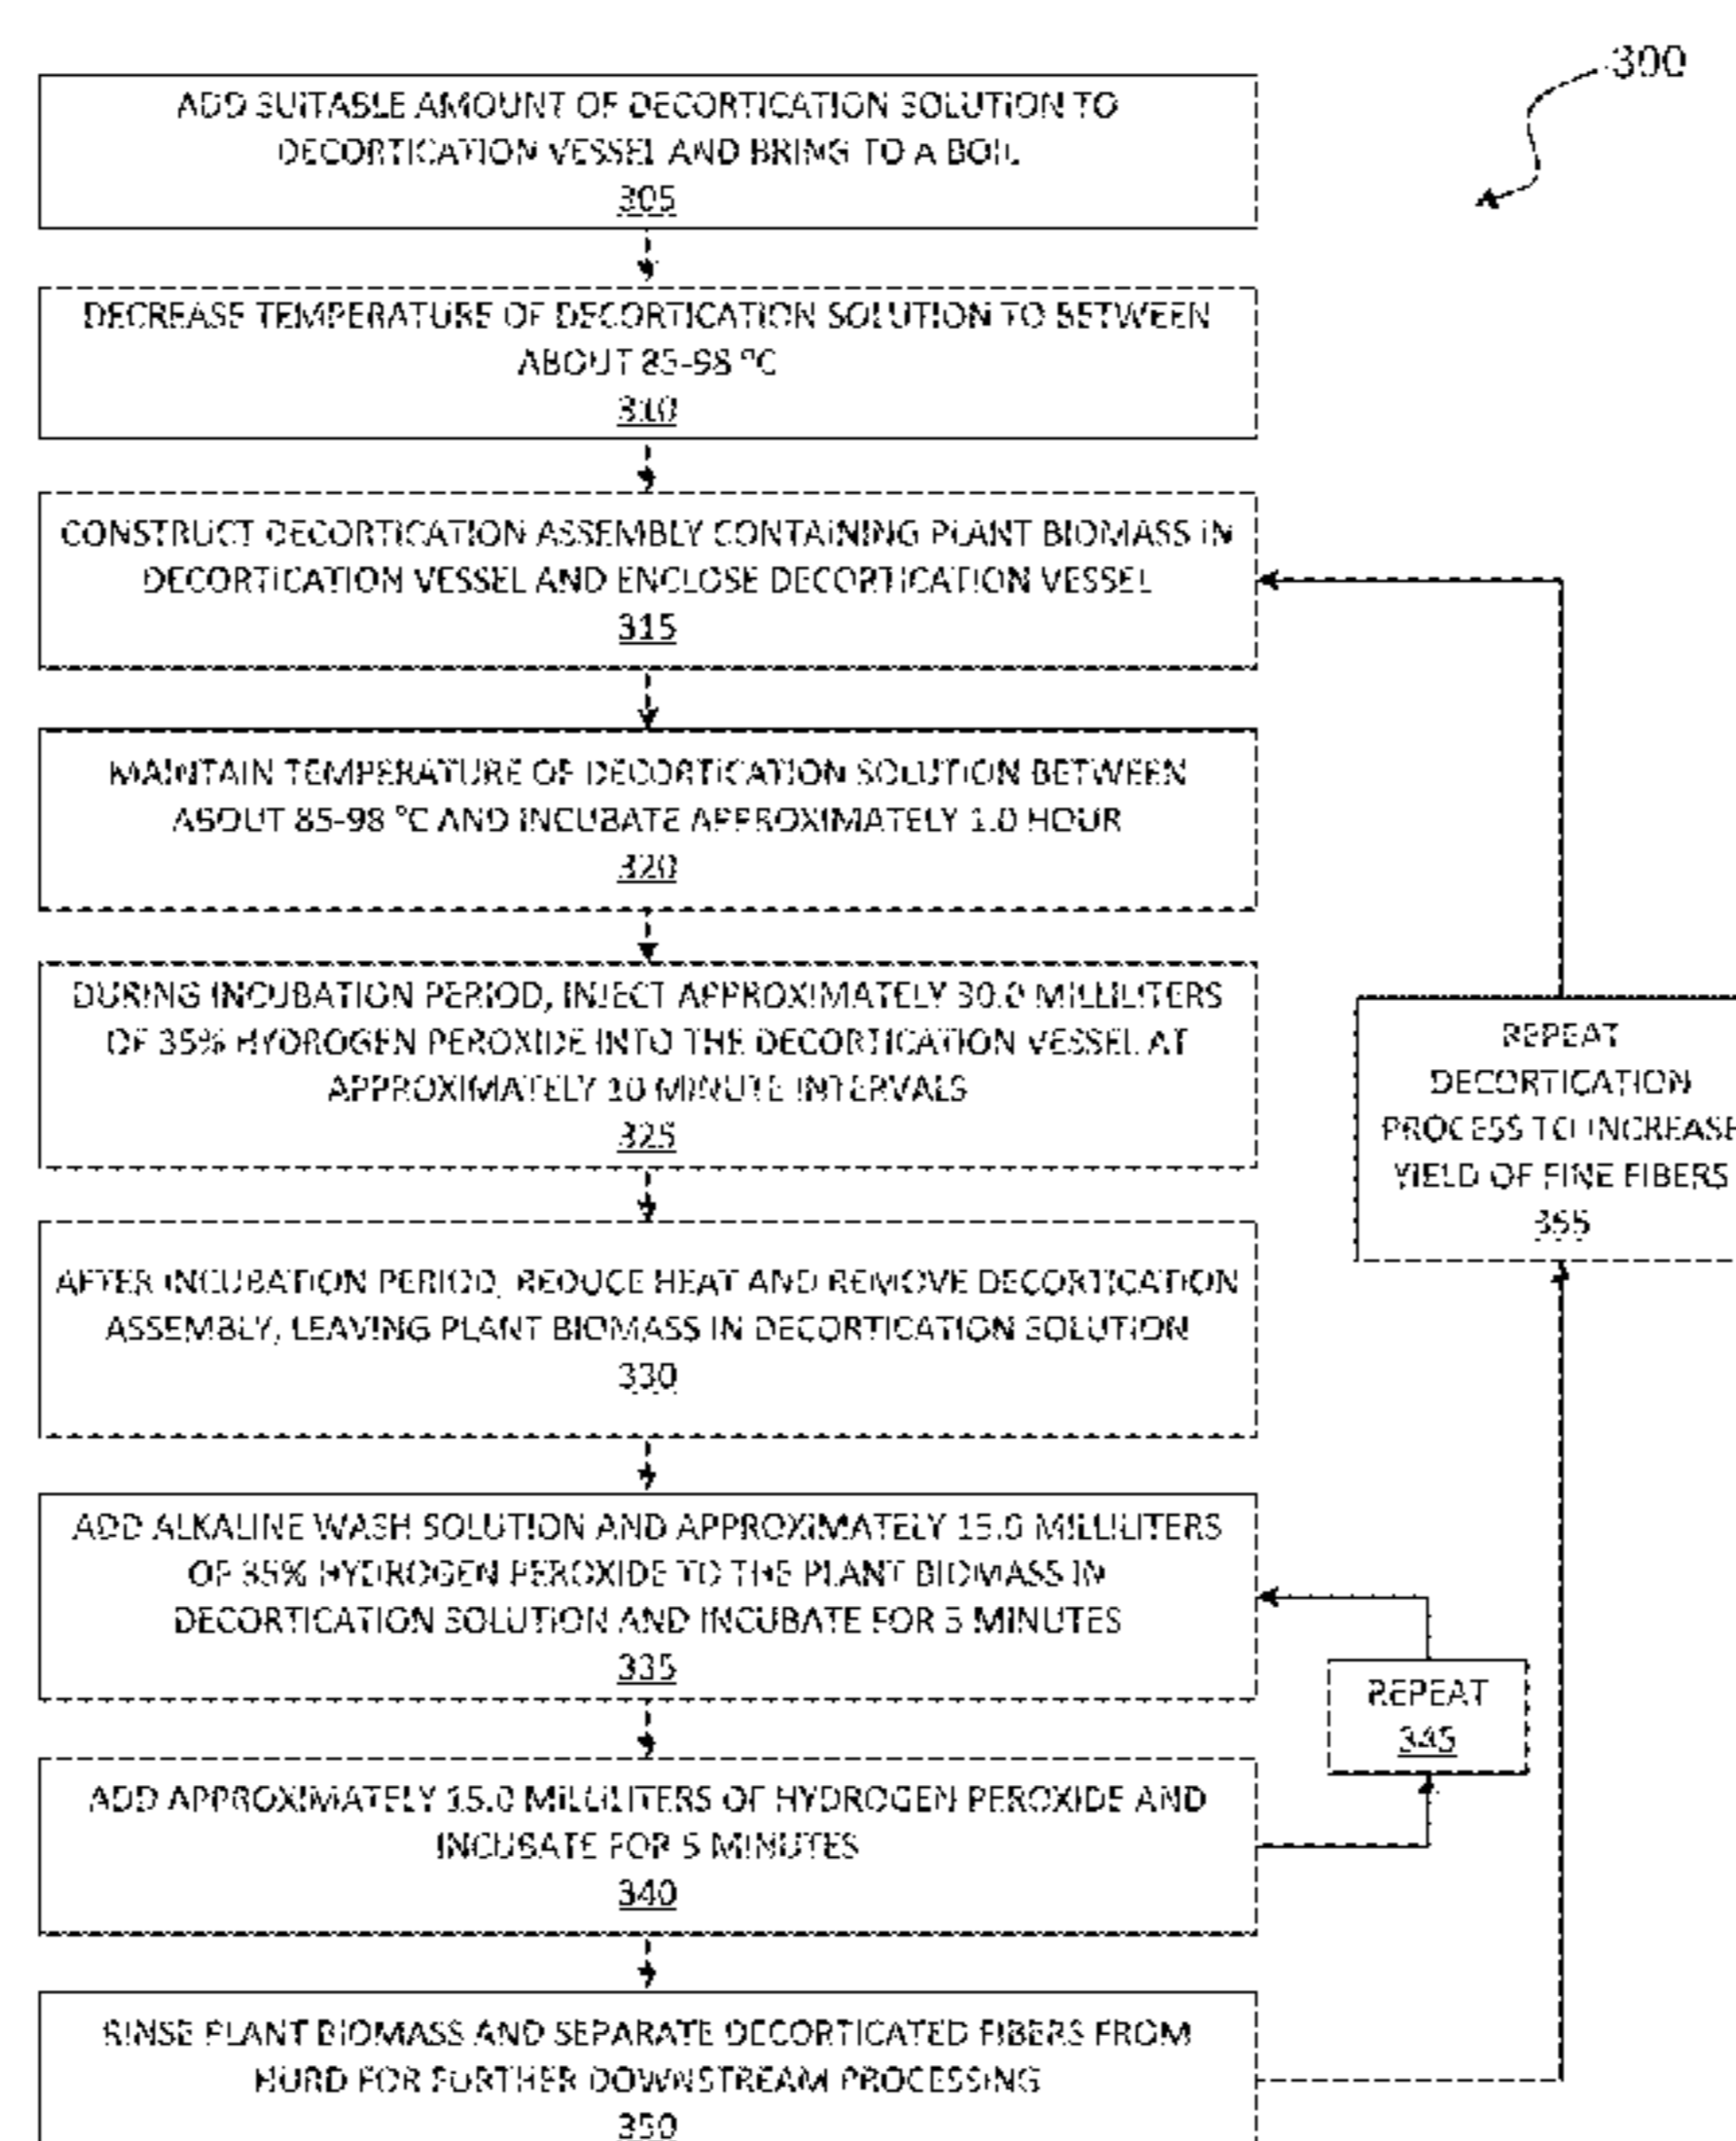 300
ADD SUITABLE AMOUNT OF DECORTICATION SOLUTION TO
DECORTICATION VESSEL AND BRING TO A BOIL
305
DECREASE TEMPERATURE OF DECORTICATION SOLUTION TO BETWEEN
ABOUT 85-98 °C
310
CONSTRUCT DECORTICATION ASSEMBLY CONTAINING PLANT BIOMASS IN
DECORTICATION VESSEL AND ENCLOSE DECORTICATION VESSEL
315
MAINTAIN TEMPERATURE OF DECORTICATION SOLUTION BETWEEN
ABOUT 85-98 °C AND INCUBATE APPROXIMATELY 1.0 HOUR
320
DURING INCUBATION PERIOD, INJECT APPROXIMATELY 30.0 MILLILITERS
OF 35% HYDROGEN PEROXIDE INTO THE DECORTICATION VESSEL AT
APPROXIMATELY 10 MINUTE INTERVALS
325
AFTER INCUBATION PERIOD, REDUCE HEAT AND REMOVE DECORTICATION
ASSEMBLY, LEAVING PLANT BIOMASS IN DECORTICATION SOLUTION
330
ADD ALKALINE WASH SOLUTION AND APPROXIMATELY 15.0 MILLILITERS
OF 35% HYDROGEN PEROXIDE TO THE PLANT BIOMASS IN
DECORTICATION SOLUTION AND INCUBATE FOR 5 MINUTES
335
ADD APPROXIMATELY 15.0 MILLILITERS OF HYDROGEN PEROXIDE AND
INCUBATE FOR 5 MINUTES
340
REPEAT
345
RINSE PLANT BIOMASS AND SEPARATE DECORTICATED FIBERS FROM
HURD FOR FURTHER DOWNSTREAM PROCESSING
350
REPEAT
DECORTICATION
PROCESS TO INCREASE
YIELD OF FINE FIBERS
355